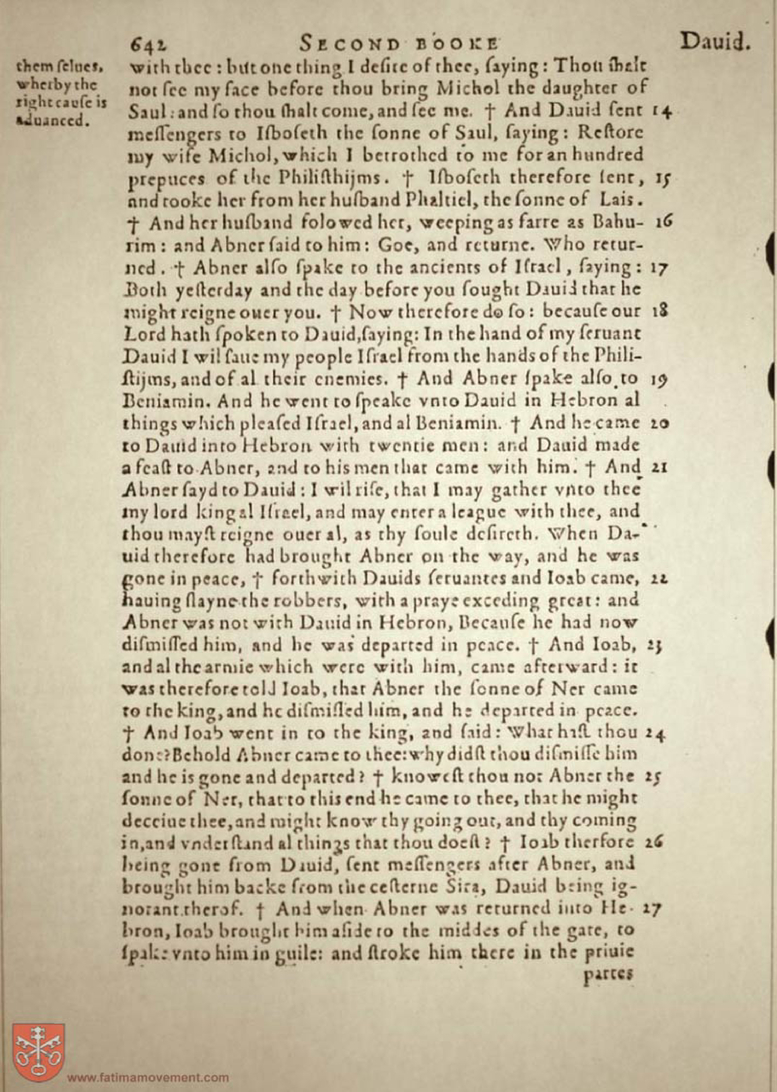 642 SECOND BOOKE Dauid.
them ſelues,
wherby the
right cauſe is
aduanced.
with thee : but one thing I deſire of thee, ſaying : Thou ſhalt
not ſee my face before thou bring Michol the daughter of
Saul : and ſo thou ſhalt come, and ſee me. † And Dauid ſent 14
meſſengers to Iſboſeth the ſonne of Saul, ſaying : Reſtore
my wife Michol, which I betrothed to me for an hundred
prepuces of the Philiſthijms. † Iſboſeth therefore ſent, 15
and tooke her from her huſband Phaltiel, the ſonne of Lais.
† And her huſband folowed her, weeping as farre as Bahu- 16
rim : and Abner ſaid to him : Goe, and returne. Who retur-
ned. † Abner alſo ſpake to the ancients of Iſrael, ſaying : 17
Both yeſterday and the day before you ſought Dauid that he
might reigne ouer you. † Now therefore do ſo : becauſe our 18
Lord hath ſpoken to Dauid, ſaying: In the hand of my ſeruant
Dauid I wil ſaue my people Iſrael from the hands of the Phili-
ſtijms, and of al their enemies. † And Abner ſpake alſo to 19
Beniamin. And he went to ſpeake vnto Dauid in Hebron al
things which pleaſed Iſrael, and al Beniamin. † And he came 20
to Dauid into Hebron with twentie men : and Dauid made
a feaſt to Abner, and to his men that came with him. † And 21
Abner ſayd to Dauid : I wil riſe, that I may gather vnto thee
my lord king al Iſrael, and may enter a league with thee, and
thou mayſt reigne ouer al, as thy ſoule deſireth. When Da-
uid therefore had brought Abner on the way, and he was
gone in peace, † forthwith Dauids ſeruantes and Ioab came, 22
hauing ſlayne the robbers, with a praye exceding great : and
Abner was not with Dauid in Hebron, Becauſe he had now
diſmiſſed him, and he was departed in peace. † And Ioab, 23
and al the armie which were with him, came afterward : it
was therefore told Ioab, that Abner the ſonne of Ner came
to the king, and he diſmiſſed him, and he departed in peace.
† And Ioab went in to the king, and ſaid : What haſt thou 24
done? Behold Abner came to thee: why didſt thou diſmiſſe him
and he is gone and departed? † knoweſt thou not Abner the 25
ſonne of Ner, that to this end he came to thee, that he might
deceiue thee, and might know thy going out, and thy coming
in, and vnderſtand al things that thou doeſt ? † Ioab therfore 26
being gone from Dauid, ſent meſſengers after Abner, and
brought him backe from the ceſterne Sira, Dauid being ig-
norant therof. † And when Abner was returned into He- 27
bron, Ioab brought him aſide to the middes of the gate, to
ſpake vnto him in guile: and ſtroke him there in the priuie
partes
www.fatimamovement.com